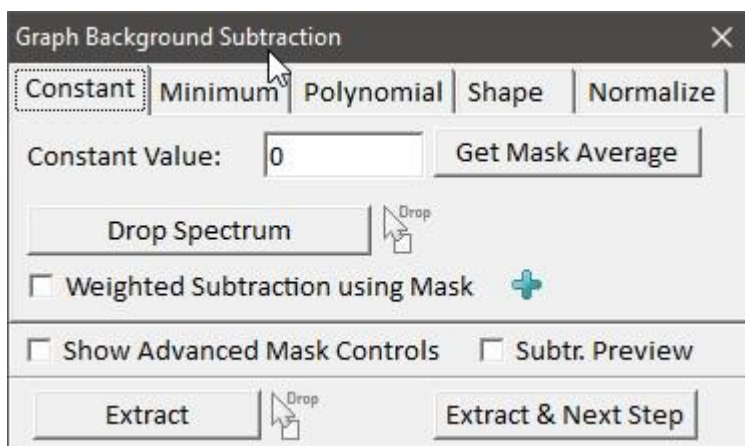 Graph Background Subtraction
Constant Minimum Polynomial Shape Normalize
Constant Value: 0 Get Mask Average
Drop Spectrum Drop
Weighted Subtraction using Mask
Show Advanced Mask Controls Subtr. Preview
Extract Drop Extract & Next Step